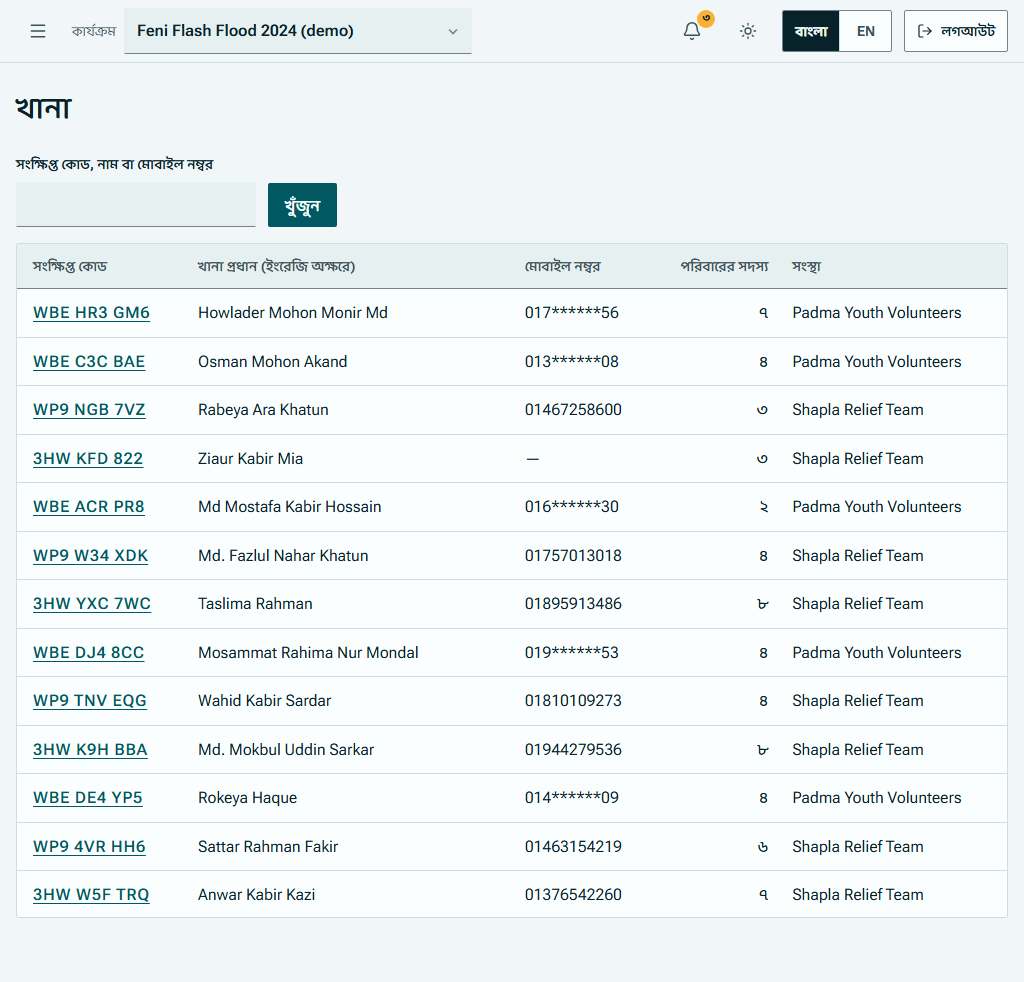 কার্যক্রম Feni Flash Flood 2024 (demo) ৩ বাংলা EN লগআউট
খানা
সংক্ষিপ্ত কোড, নাম বা মোবাইল নম্বর
খুঁজুন
সংক্ষিপ্ত কোড খানা প্রধান (ইংরেজি অক্ষরে) মোবাইল নম্বর পরিবারের সদস্য সংস্থা
WBE HR3 GM6 Howlader Mohon Monir Md 017******56 ৭ Padma Youth Volunteers
WBE C3C BAE Osman Mohon Akand 013******08 ৪ Padma Youth Volunteers
WP9 NGB 7VZ Rabeya Ara Khatun 01467258600 ৩ Shapla Relief Team
3HW KFD 822 Ziaur Kabir Mia — ৩ Shapla Relief Team
WBE ACR PR8 Md Mostafa Kabir Hossain 016******30 ২ Padma Youth Volunteers
WP9 W34 XDK Md. Fazlul Nahar Khatun 01757013018 ৪ Shapla Relief Team
3HW YXC 7WC Taslima Rahman 01895913486 ৮ Shapla Relief Team
WBE DJ4 8CC Mosammat Rahima Nur Mondal 019******53 ৪ Padma Youth Volunteers
WP9 TNV EQG Wahid Kabir Sardar 01810109273 ৪ Shapla Relief Team
3HW K9H BBA Md. Mokbul Uddin Sarkar 01944279536 ৮ Shapla Relief Team
WBE DE4 YP5 Rokeya Haque 014******09 ৪ Padma Youth Volunteers
WP9 4VR HH6 Sattar Rahman Fakir 01463154219 ৬ Shapla Relief Team
3HW W5F TRQ Anwar Kabir Kazi 01376542260 ৭ Shapla Relief Team